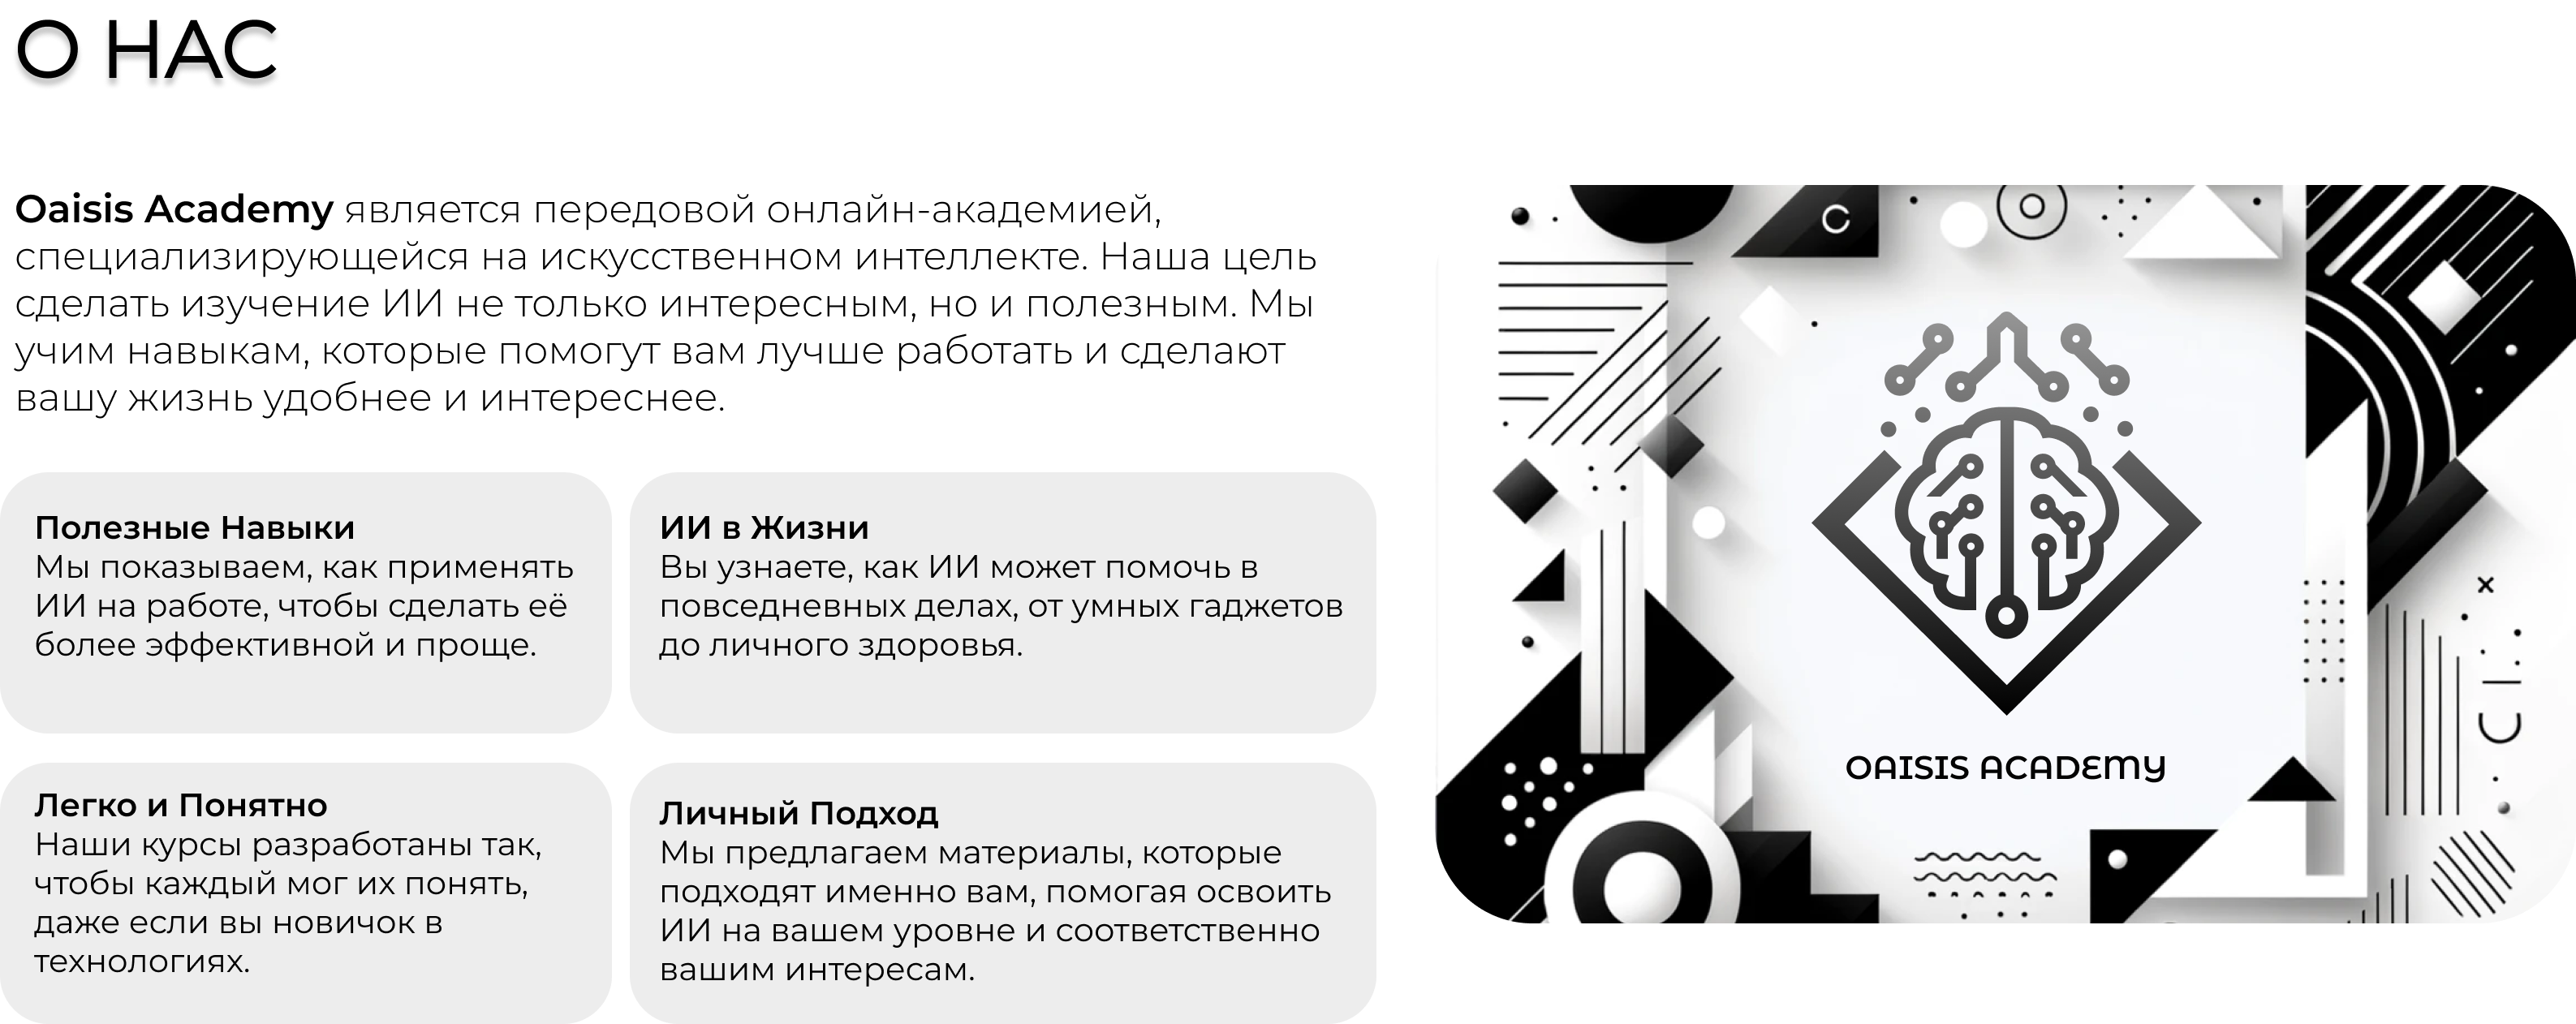 О НАС
Oaisis Academy является передовой онлайн-академией,
специализирующейся на искусственном интеллекте. Наша цель
сделать изучение ИИ не только интересным, но и полезным. Мы
учим навыкам, которые помогут вам лучше работать и сделают
вашу жизнь удобнее и интереснее.
Полезные Навыки
Мы показываем, как применять
ИИ на работе, чтобы сделать её
более эффективной и проще.
ИИ в Жизни
Вы узнаете, как ИИ может помочь в
повседневных делах, от умных гаджетов
до личного здоровья.
Легко и Понятно
Наши курсы разработаны так,
чтобы каждый мог их понять,
даже если вы новичок в
технологиях.
Личный Подход
Мы предлагаем материалы, которые
подходят именно вам, помогая освоить
ИИ на вашем уровне и соответственно
вашим интересам.
OAISIS ACADEMY